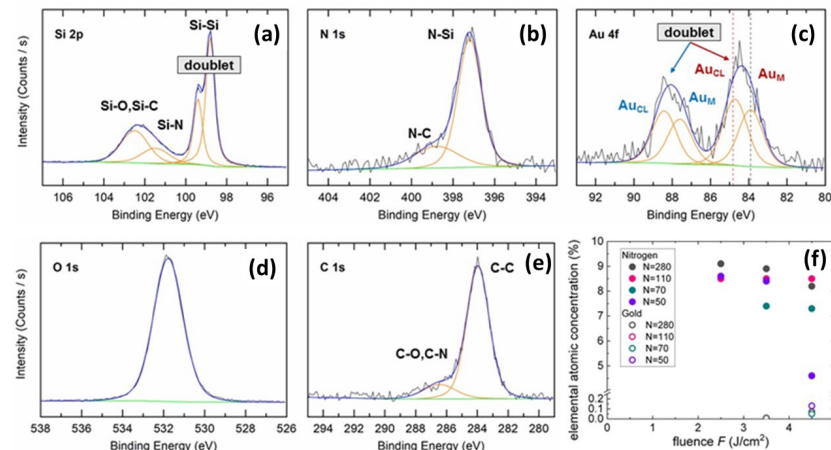 Si 2p
Si-Si
(a)
doublet
Si-O,Si-C
Si-N
Intensity (Counts / s)
106 104 102 100 98 96
Binding Energy (eV)
N 1s
N-Si
(b)
N-C
404 402 400 398 396 394
Binding Energy (eV)
Au 4f
doublet
(c)
AuCL
AuM
AuCL
AuM
92 90 88 86 84 82 80
Binding Energy (eV)
O 1s
(d)
Intensity (Counts / s)
538 536 534 532 530 528 526
Binding Energy (eV)
C 1s
(e)
C-C
C-O,C-N
294 292 290 288 286 284 282 280
Binding Energy (eV)
(f)
elemental atomic concentration (%)
10
9
8
7
6
5
0.2
0.1
0.0
Nitrogen
N=280
N=110
N=70
N=50
Gold
N=280
N=110
N=70
N=50
0 1 2 3 4
fluence F (J/cm²)